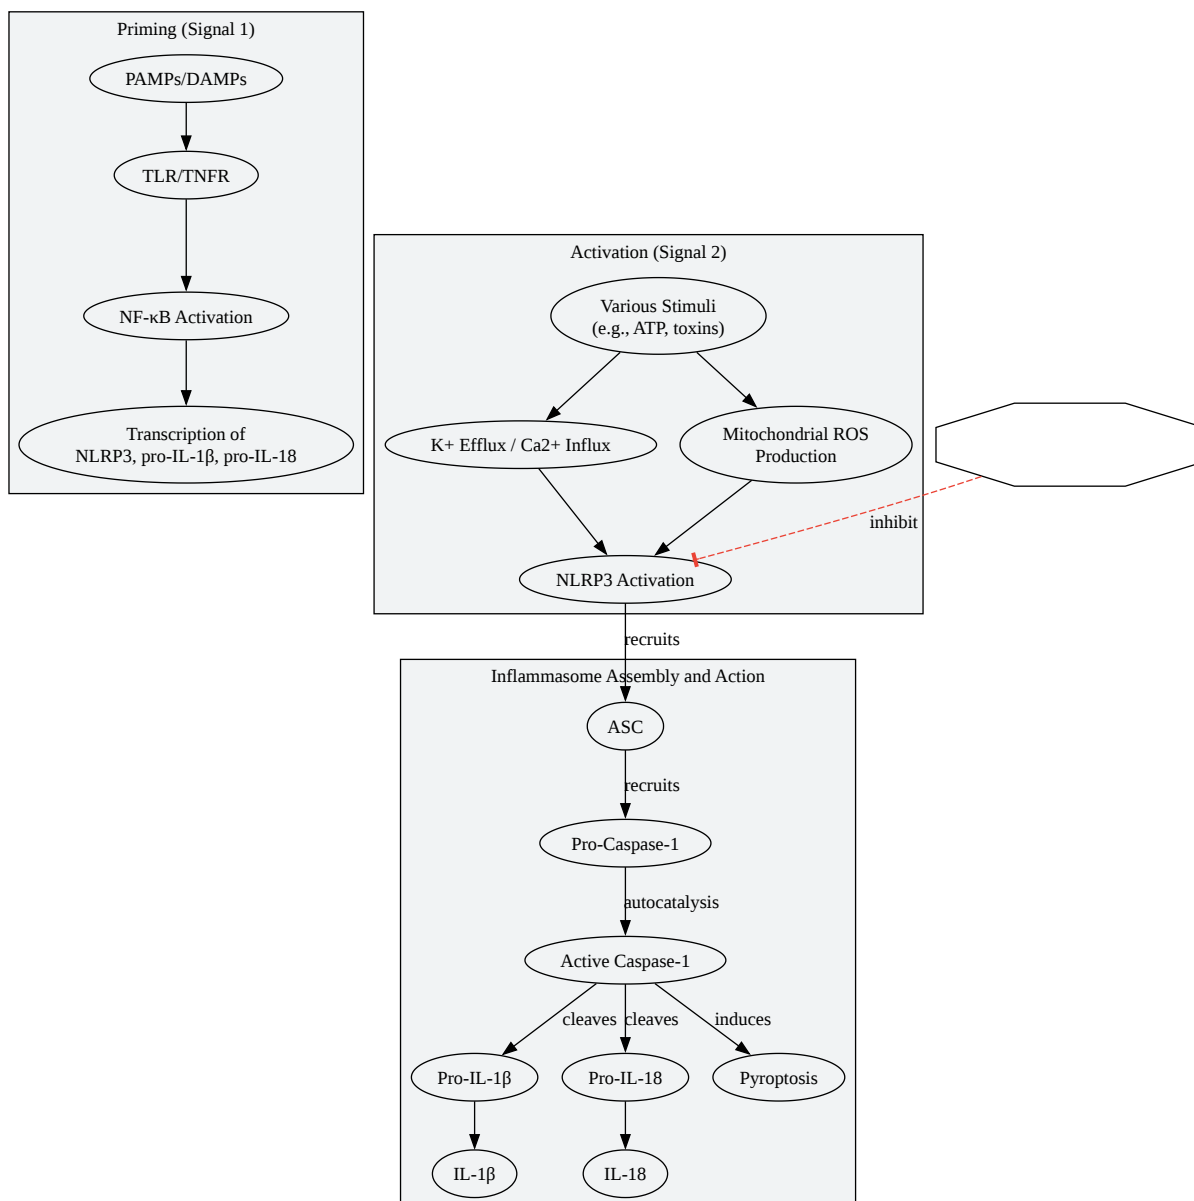 Priming (Signal 1)
PAMPs/DAMPs
TLR/TNFR
NF-κB Activation
Transcription of
NLRP3, pro-IL-1β, pro-IL-18
Activation (Signal 2)
Various Stimuli
(e.g., ATP, toxins)
K+ Efflux / Ca2+ Influx
Mitochondrial ROS
Production
inhibit
NLRP3 Activation
recruits
Inflammasome Assembly and Action
ASC
recruits
Pro-Caspase-1
autocatalysis
Active Caspase-1
cleaves
cleaves
induces
Pro-IL-1β
Pro-IL-18
Pyroptosis
IL-1β
IL-18